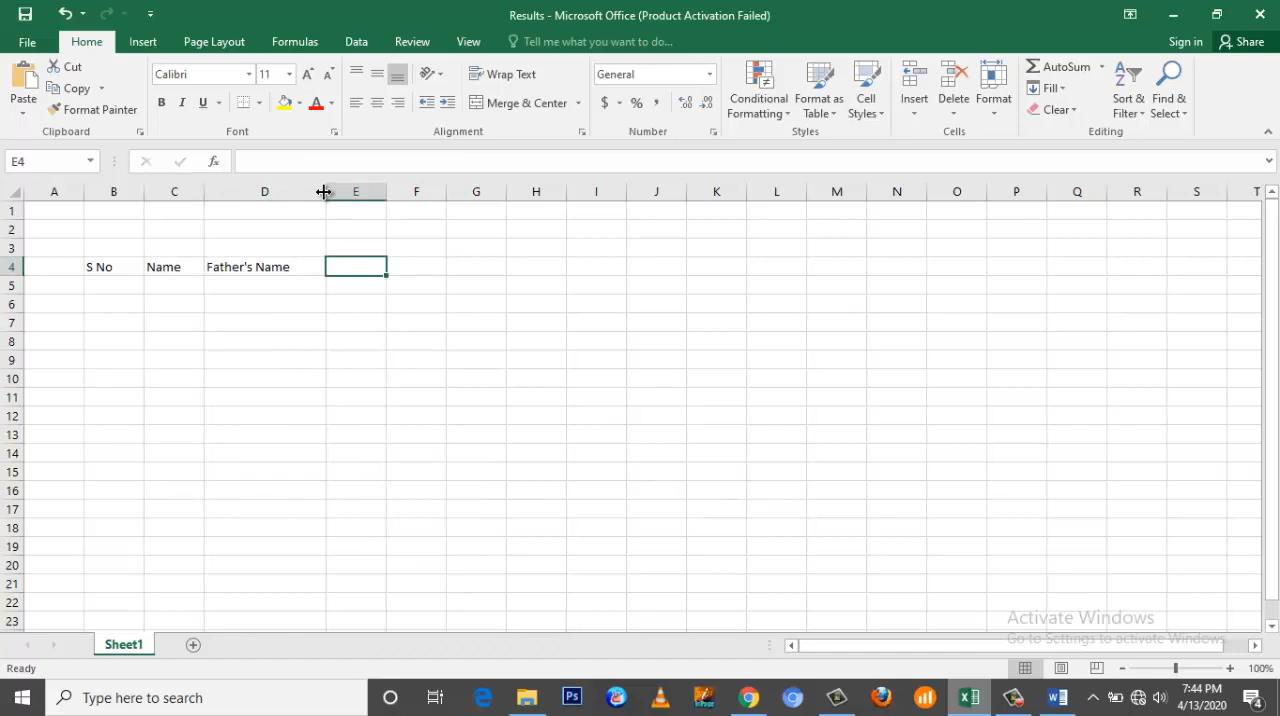 Results - Microsoft Office (Product Activation Failed)
File Home Insert Page Layout Formulas Data Review View Tell me what you want to do... Sign in Share
Paste
Cut
Copy
Format Painter
Clipboard
Calibri 11
B I U A
Font
Wrap Text
Merge & Center
Alignment
General
$ % ,
Number
Conditional Formatting
Format as Table
Cell Styles
Styles
Insert
Delete
Format
Cells
AutoSum
Fill
Clear
Sort & Filter
Find & Select
Editing
E4 fx
A B C D E F G H I J K L M N O P Q R S T
1
2
3
4 S No Name Father's Name
5
6
7
8
9
10
11
12
13
14
15
16
17
18
19
20
21
22
23
Activate Windows
Go to Settings to activate Windows.
Sheet1
Ready 100%
Type here to search
7:44 PM
4/13/2020
4